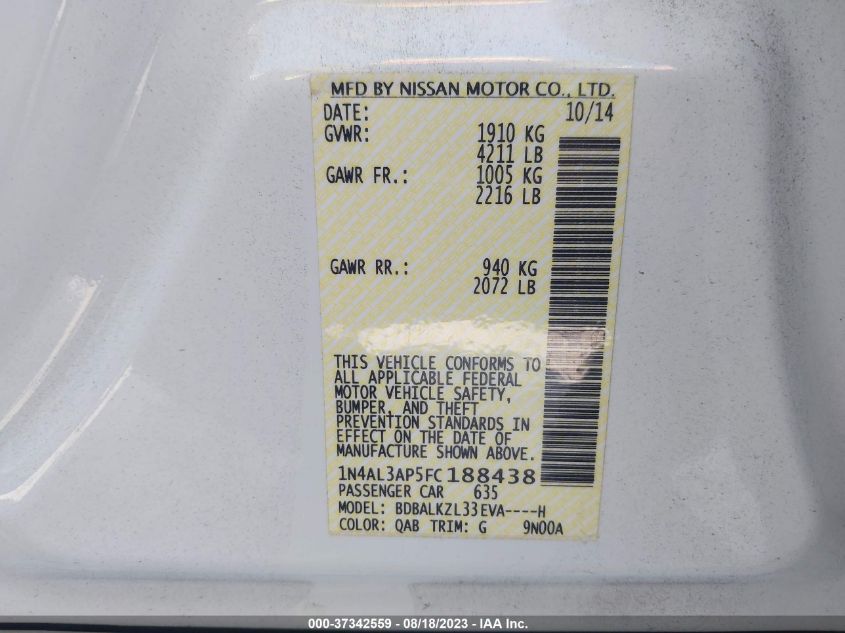 MFD BY NISSAN MOTOR CO., LTD.
DATE: 10/14
GVWR: 1910 KG
4211 LB
GAWR FR.: 1005 KG
2216 LB
GAWR RR.: 940 KG
2072 LB
THIS VEHICLE CONFORMS TO
ALL APPLICABLE FEDERAL
MOTOR VEHICLE SAFETY,
BUMPER, AND THEFT
PREVENTION STANDARDS IN
EFFECT ON THE DATE OF
MANUFACTURE SHOWN ABOVE.
1N4AL3AP5FC188438
PASSENGER CAR 635
MODEL: BDBALKZL33EVA----H
COLOR: QAB TRIM: G 9N00A
000-37342559 - 08/18/2023 - IAA Inc.